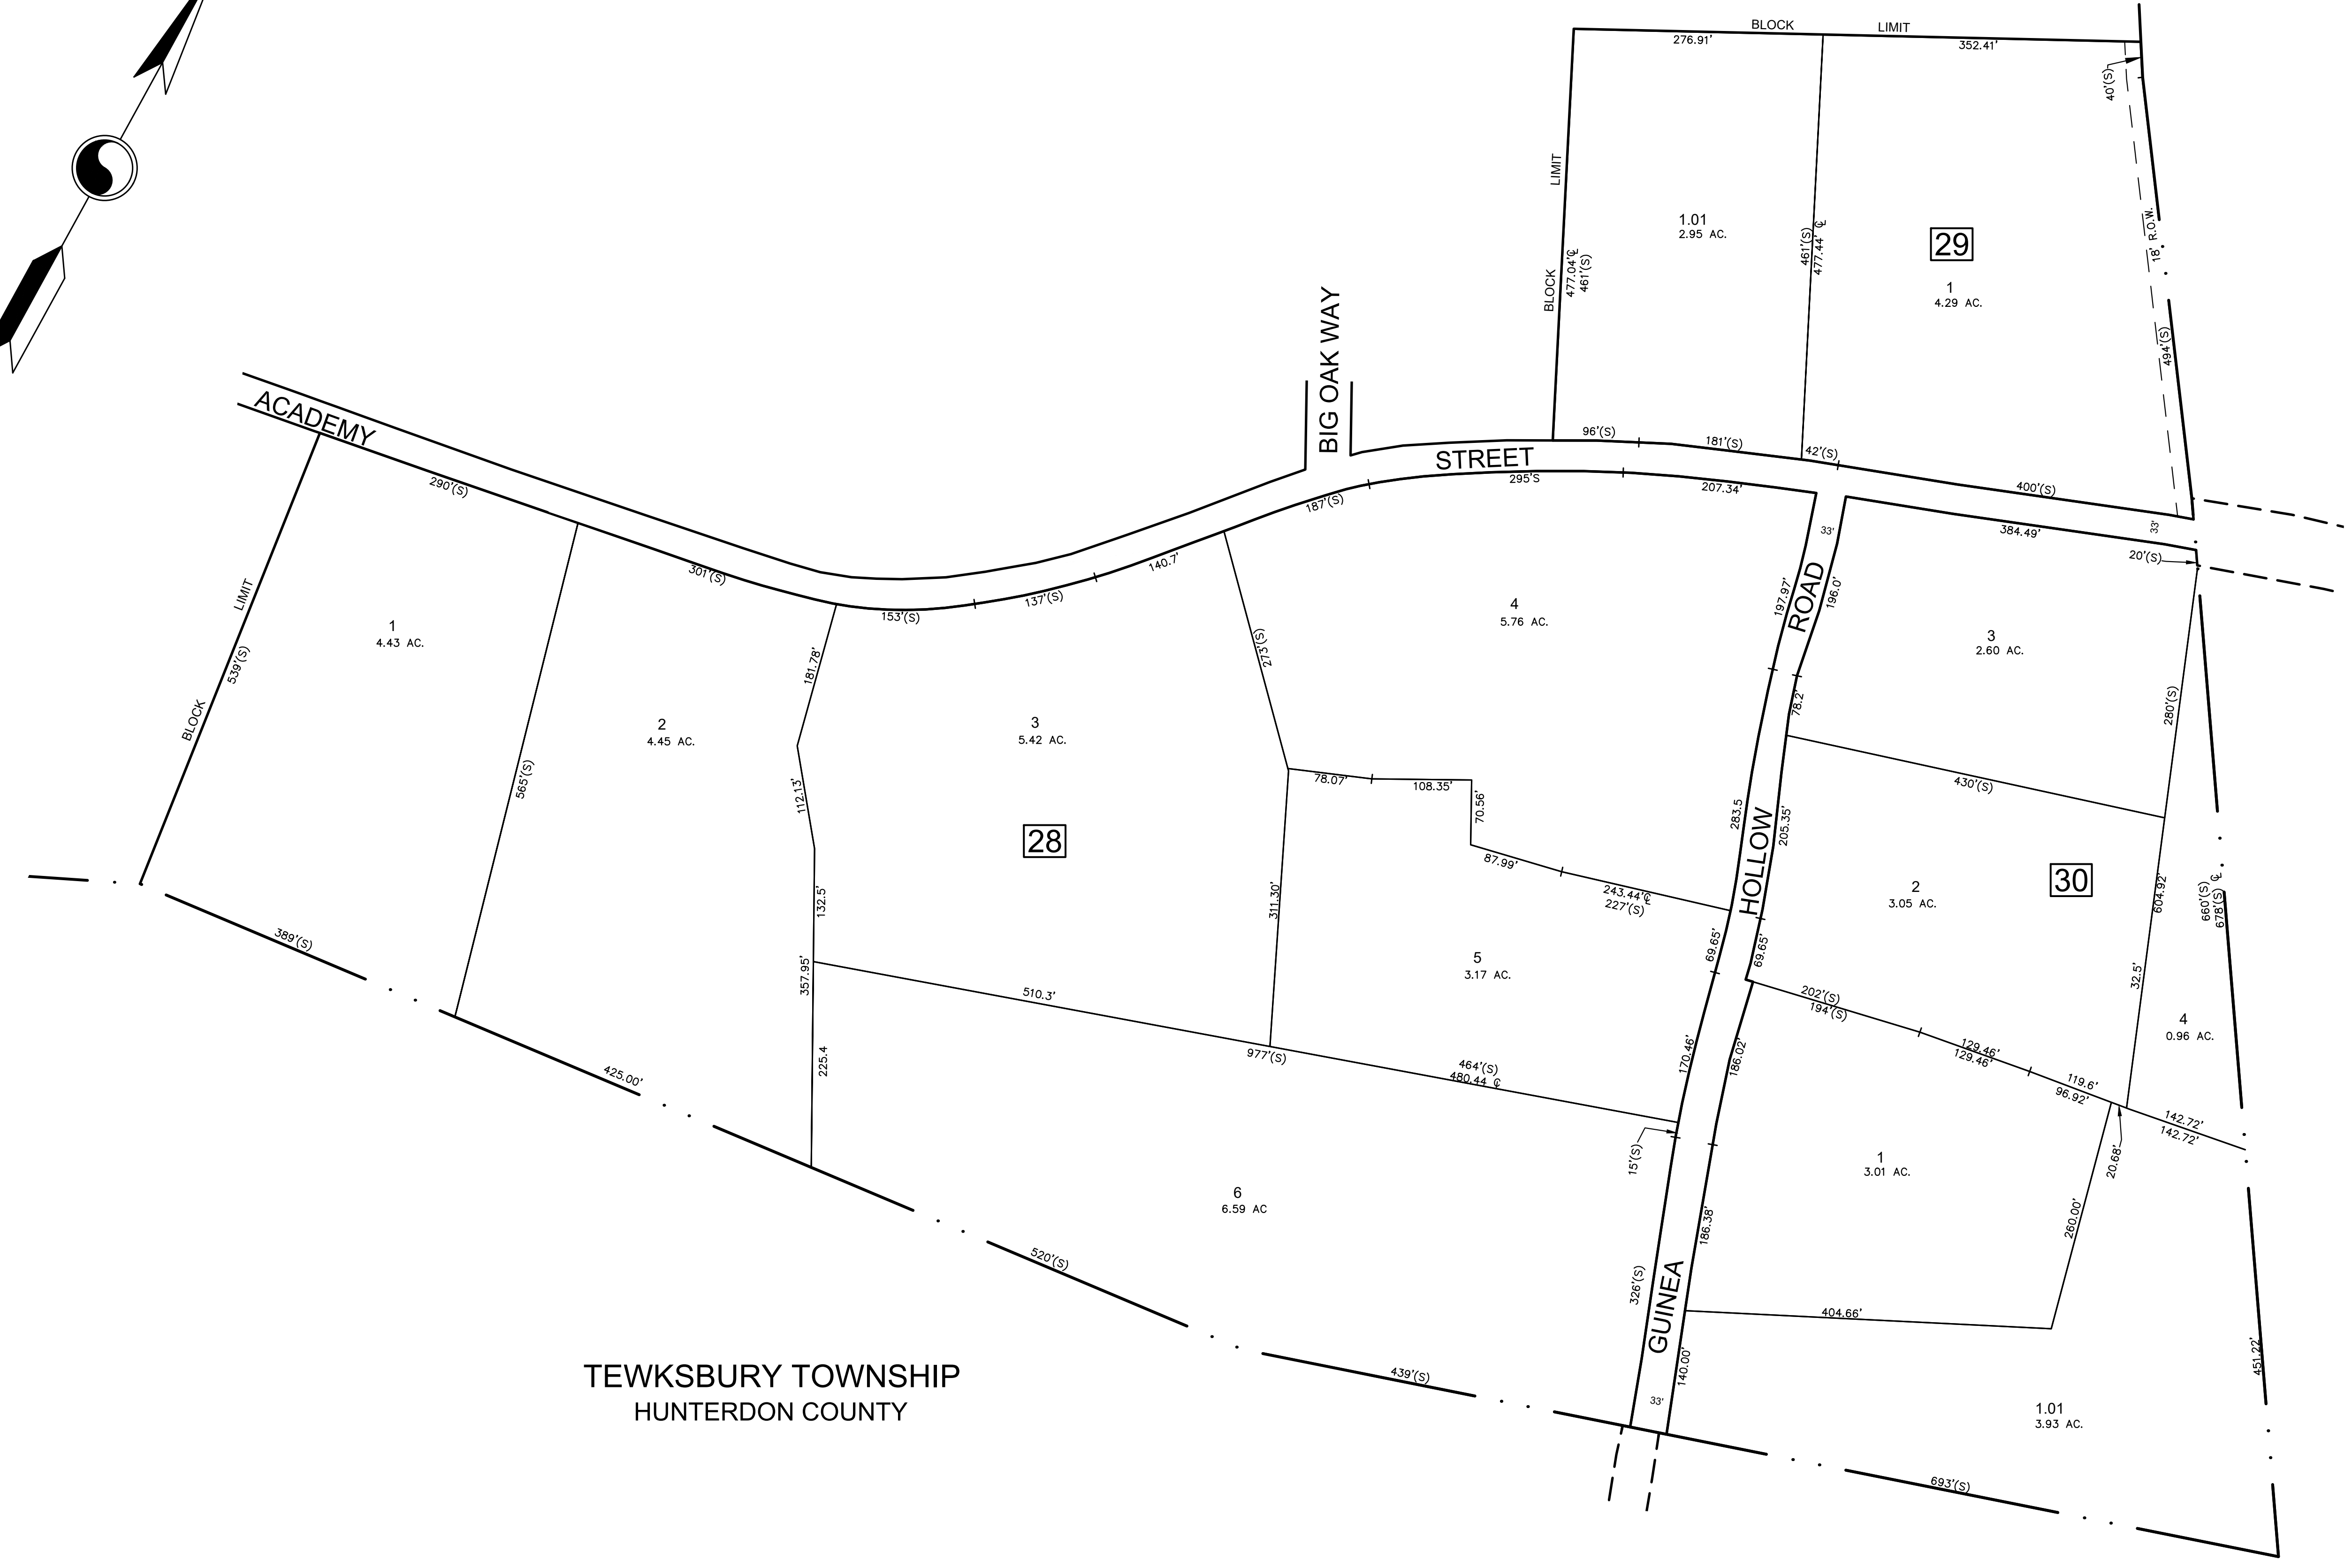 BLOCK LIMIT
276.91'
352.41'
40'(S)
BLOCK LIMIT
477.04'℄
461'(S)
1.01
2.95 AC.
461'(S)
477.44' ℄
29
1
4.29 AC.
18' R.O.W.
494'(S)
BIG OAK WAY
ACADEMY
STREET
96'(S)
181'(S)
42'(S)
400'(S)
290'(S)
301'(S)
153'(S)
137'(S)
140.7'
187'(S)
295'S
207.34'
33'
384.49'
33'
20'(S)
BLOCK LIMIT
539'(S)
1
4.43 AC.
565'(S)
2
4.45 AC.
181.78'
112.13'
132.5'
357.95'
225.4
3
5.42 AC.
28
273'(S)
4
5.76 AC.
78.07'
108.35'
70.56'
87.99'
243.44'℄
227'(S)
311.30'
5
3.17 AC.
510.3'
977'(S)
464'(S)
480.44 ℄
197.97'
283.5
69.65'
170.46'
15'(S)
326'(S)
GUINEA
HOLLOW
ROAD
196.0'
78.2'
205.35'
69.65'
186.02'
186.38'
140.00'
33'
3
2.60 AC.
280'(S)
430'(S)
2
3.05 AC.
30
604.92'
32.5'
660'(S)
678'(S) ℄
4
0.96 AC.
202'(S)
194'(S)
129.46'
129.46'
119.6'
96.92'
142.72'
142.72'
20.68'
1
3.01 AC.
260.00'
404.66'
451.22'
1.01
3.93 AC.
693'(S)
6
6.59 AC
389'(S)
425.00'
520'(S)
439'(S)
TEWKSBURY TOWNSHIP
HUNTERDON COUNTY